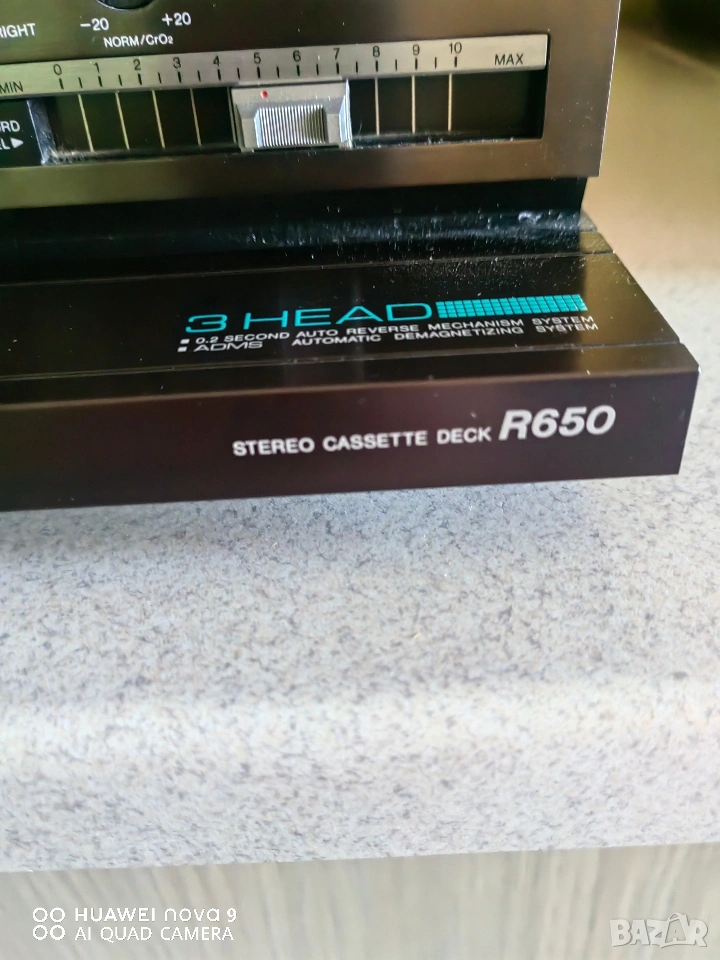 RIGHT -20 +20
NORM/CrO₂
MIN 0 1 2 3 4 5 6 7 8 9 10 MAX
3 HEAD
0.2 SECOND AUTO REVERSE MECHANISM SYSTEM
ADMS AUTOMATIC DEMAGNETIZING SYSTEM
STEREO CASSETTE DECK R650
HUAWEI nova 9
AI QUAD CAMERA
BAZAR